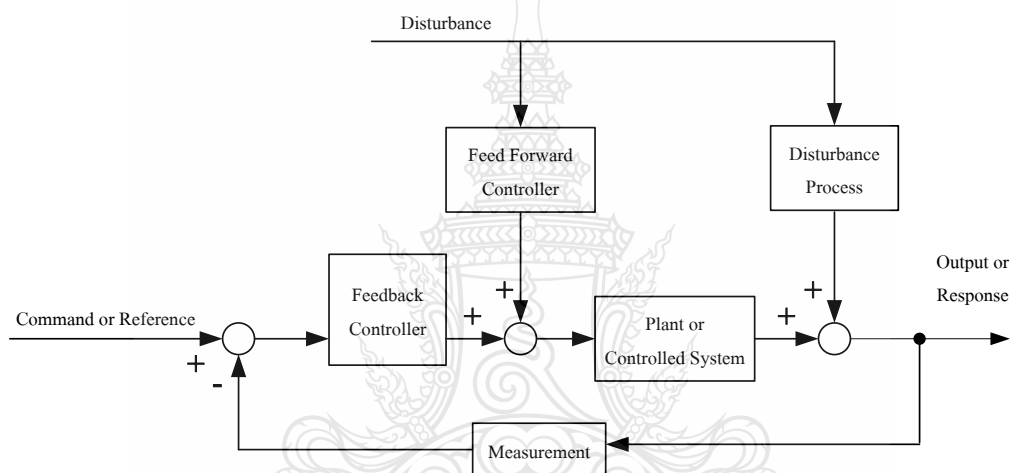 Disturbance
Feed Forward
Controller
Disturbance
Process
Output or
Response
Feedback
Controller
Command or Reference
Plant or
Controlled System
+
+
+
+
+
-
Measurement